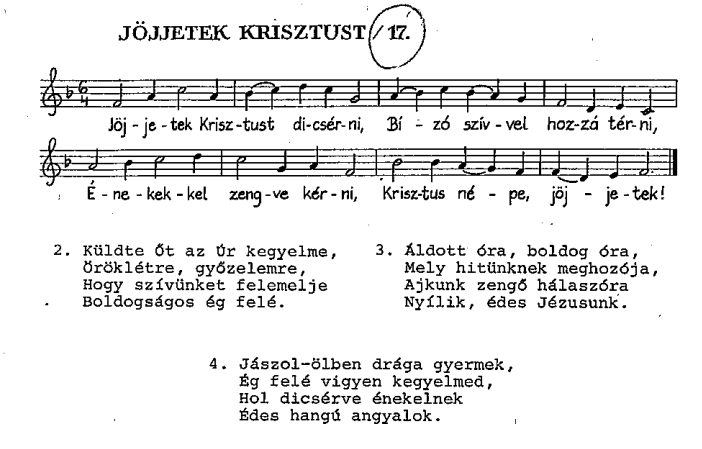 JÖJJETEK KRISZTUST /17.
6
4
Jöj-je-tek Krisz-tust di-csér-ni, Bí-zó szív-vel hoz-zá tér-ni,
É-ne-kek-kel zeng-ve kér-ni, Krisz-tus né-pe, jöj-je-tek!
2. Küldte Őt az Úr kegyelme,
Öröklétre, győzelemre,
Hogy szívünket felemelje
Boldogságos ég felé.
3. Áldott óra, boldog óra,
Mely hitünknek meghozója,
Ajkunk zengő hálaszóra
Nyílik, édes Jézusunk.
4. Jászol-ölben drága gyermek,
Ég felé vigyen kegyelmed,
Hol dicsérve énekelnek
Édes hangú angyalok.